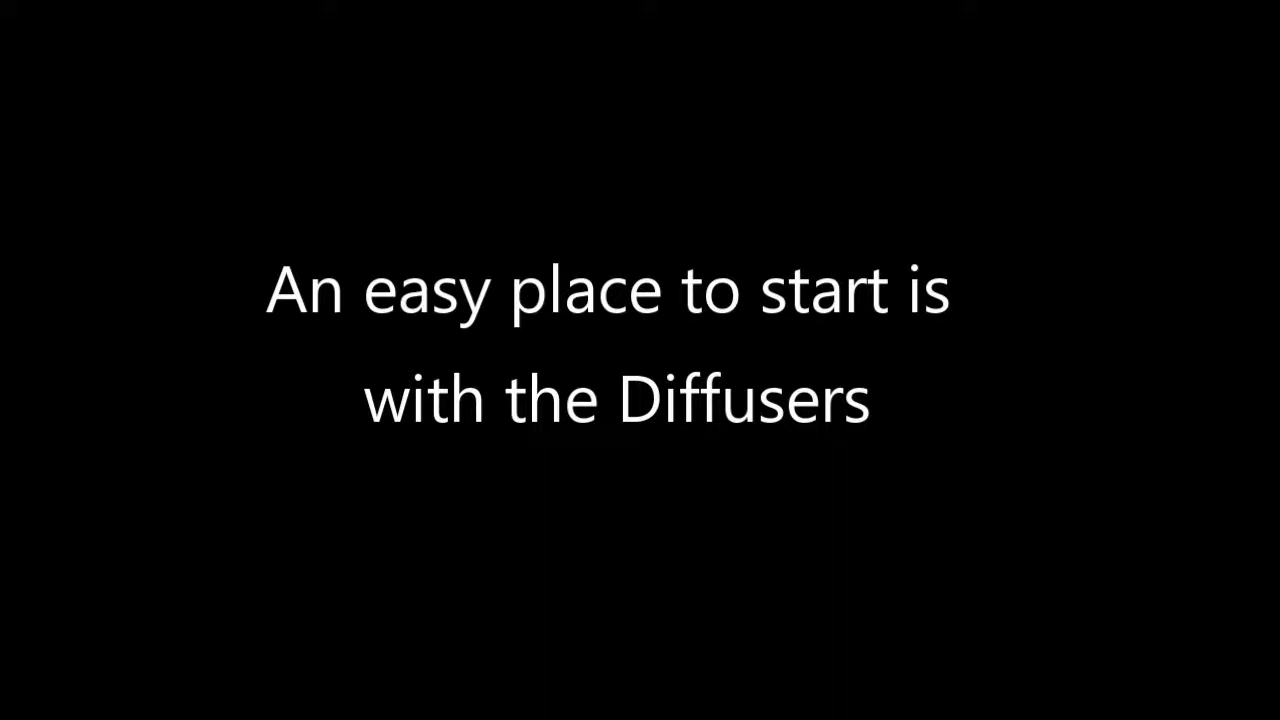 An easy place to start is
with the Diffusers